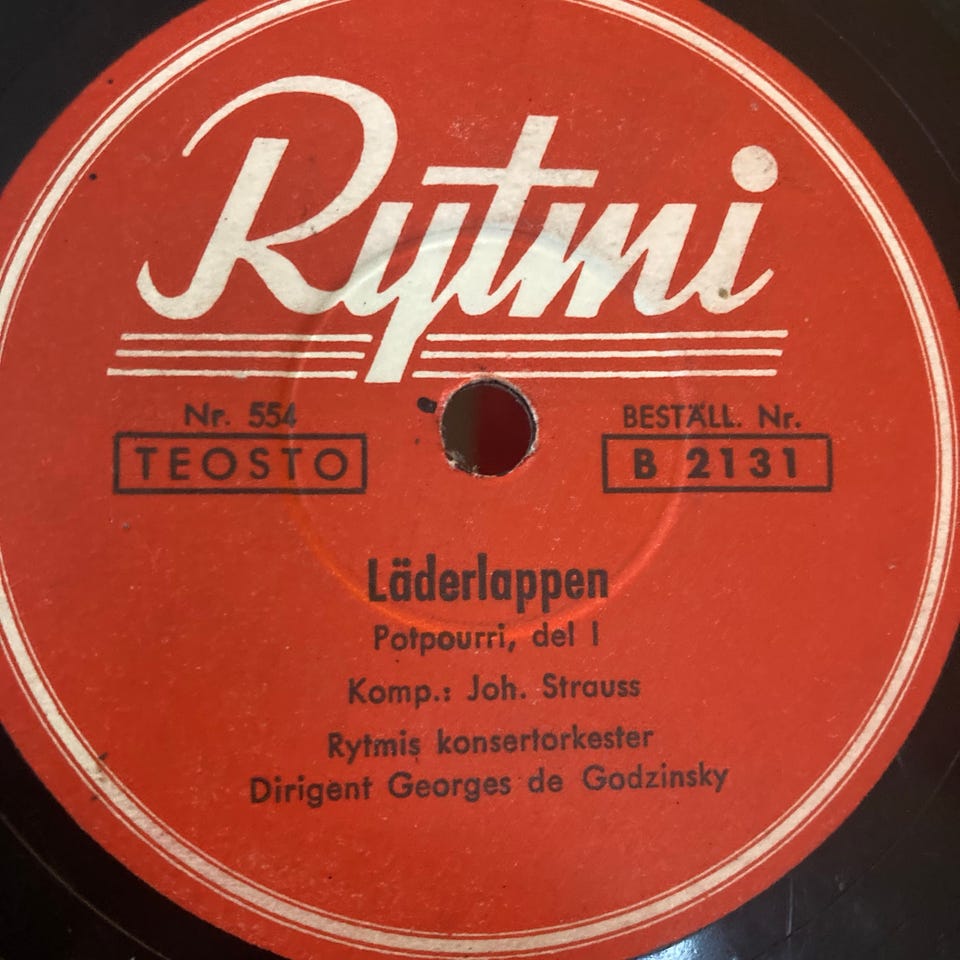 Rytmi
Nr. 554
TEOSTO
BESTÄLL. Nr.
B 2131
Läderlappen
Potpourri, del I
Komp.: Joh. Strauss
Rytmis konsertorkester
Dirigent Georges de Godzinsky